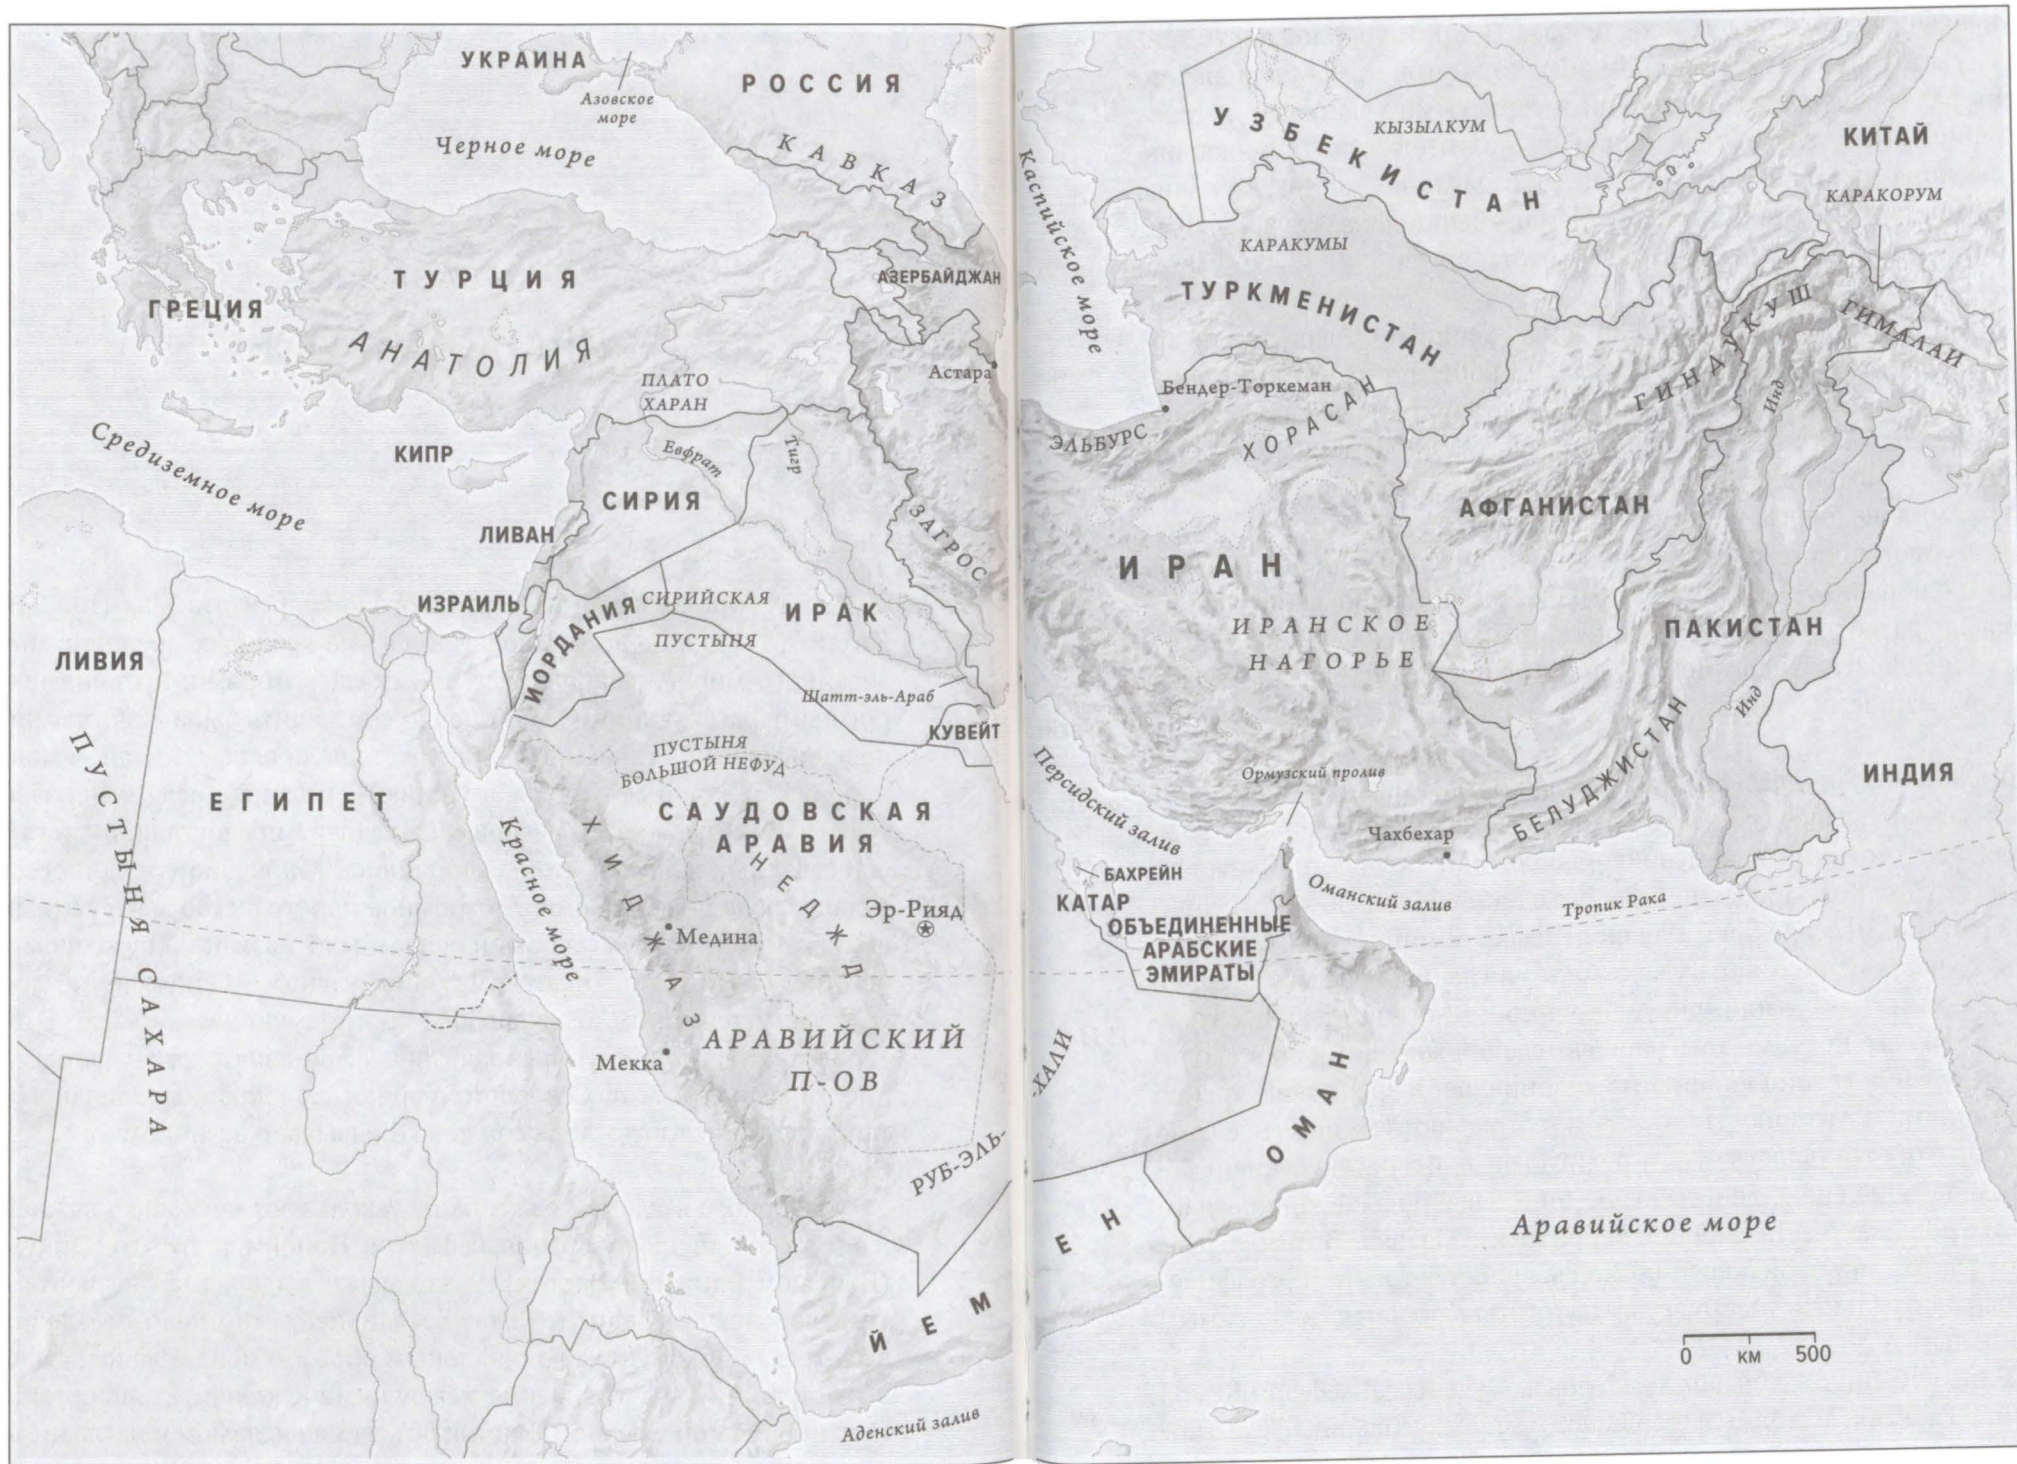 УКРАИНА
Азовское
море
РОССИЯ
Черное море
КАВКАЗ
ГРЕЦИЯ
ТУРЦИЯ
АНАТОЛИЯ
АЗЕРБАЙДЖАН
Астара
ПЛАТО
ХАРАН
Средиземное море
КИПР
Евфрат
Тигр
СИРИЯ
ЗАГРОС
ЛИВАН
ИЗРАИЛЬ
ИОРДАНИЯ
СИРИЙСКАЯ
ПУСТЫНЯ
ИРАК
ЛИВИЯ
Шатт-эль-Араб
КУВЕЙТ
ПУСТЫНЯ
БОЛЬШОЙ НЕФУД
ПУСТЫНЯ САХАРА
ЕГИПЕТ
Красное море
ХИДЖАЗ
САУДОВСКАЯ
АРАВИЯ
НЕДЖД
Эр-Рияд
Медина
Мекка
АРАВИЙСКИЙ
П-ОВ
РУБ-ЭЛЬ-
ЙЕМ
Аденский залив
УЗБЕКИСТАН
КЫЗЫЛКУМ
КИТАЙ
КАРАКОРУМ
Каспийское море
КАРАКУМЫ
ТУРКМЕНИСТАН
ГИНДУКУШ
ГИМАЛАИ
Бендер-Торкеман
ЭЛЬБУРС
ХОРАСАН
Инд
АФГАНИСТАН
ИРАН
ИРАНСКОЕ
НАГОРЬЕ
ПАКИСТАН
Инд
БЕЛУДЖИСТАН
ИНДИЯ
Персидский залив
Ормузский пролив
Чахбехар
БАХРЕЙН
КАТАР
ОБЪЕДИНЕННЫЕ
АРАБСКИЕ
ЭМИРАТЫ
Оманский залив
Тропик Рака
-ХАЛИ
ОМАН
ЕН
Аравийское море
0 км 500